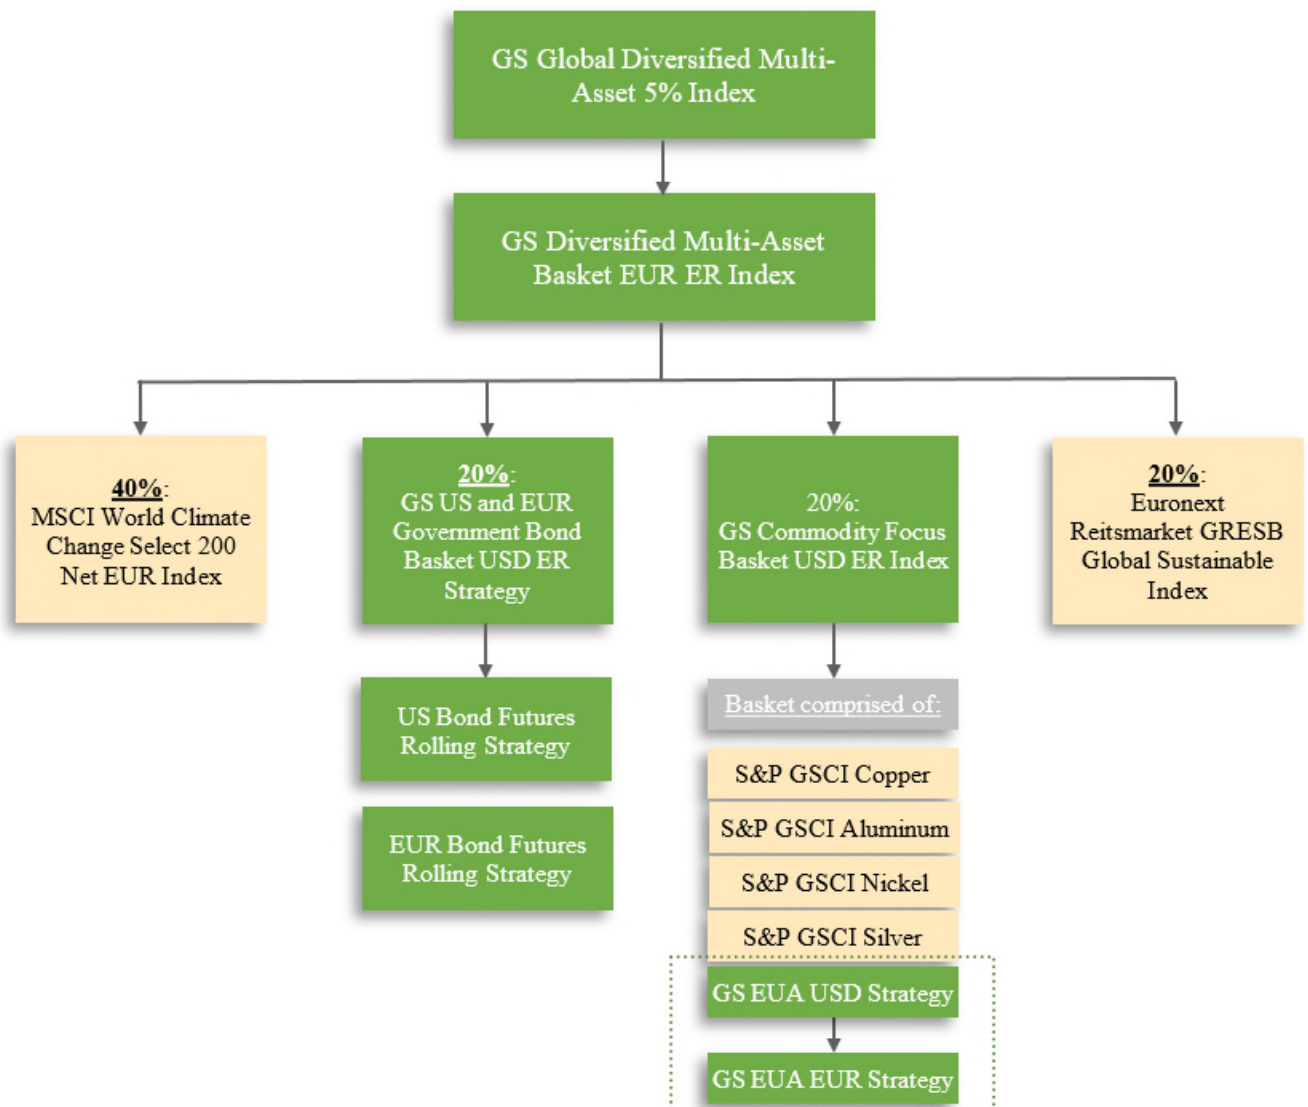 GS Global Diversified Multi-
Asset 5% Index
GS Diversified Multi-Asset
Basket EUR ER Index
40%:
MSCI World Climate
Change Select 200
Net EUR Index
20%:
GS US and EUR
Government Bond
Basket USD ER
Strategy
20%:
GS Commodity Focus
Basket USD ER Index
20%:
Euronext
Reitsmarket GRESB
Global Sustainable
Index
US Bond Futures
Rolling Strategy
EUR Bond Futures
Rolling Strategy
Basket comprised of:
S&P GSCI Copper
S&P GSCI Aluminum
S&P GSCI Nickel
S&P GSCI Silver
GS EUA USD Strategy
GS EUA EUR Strategy